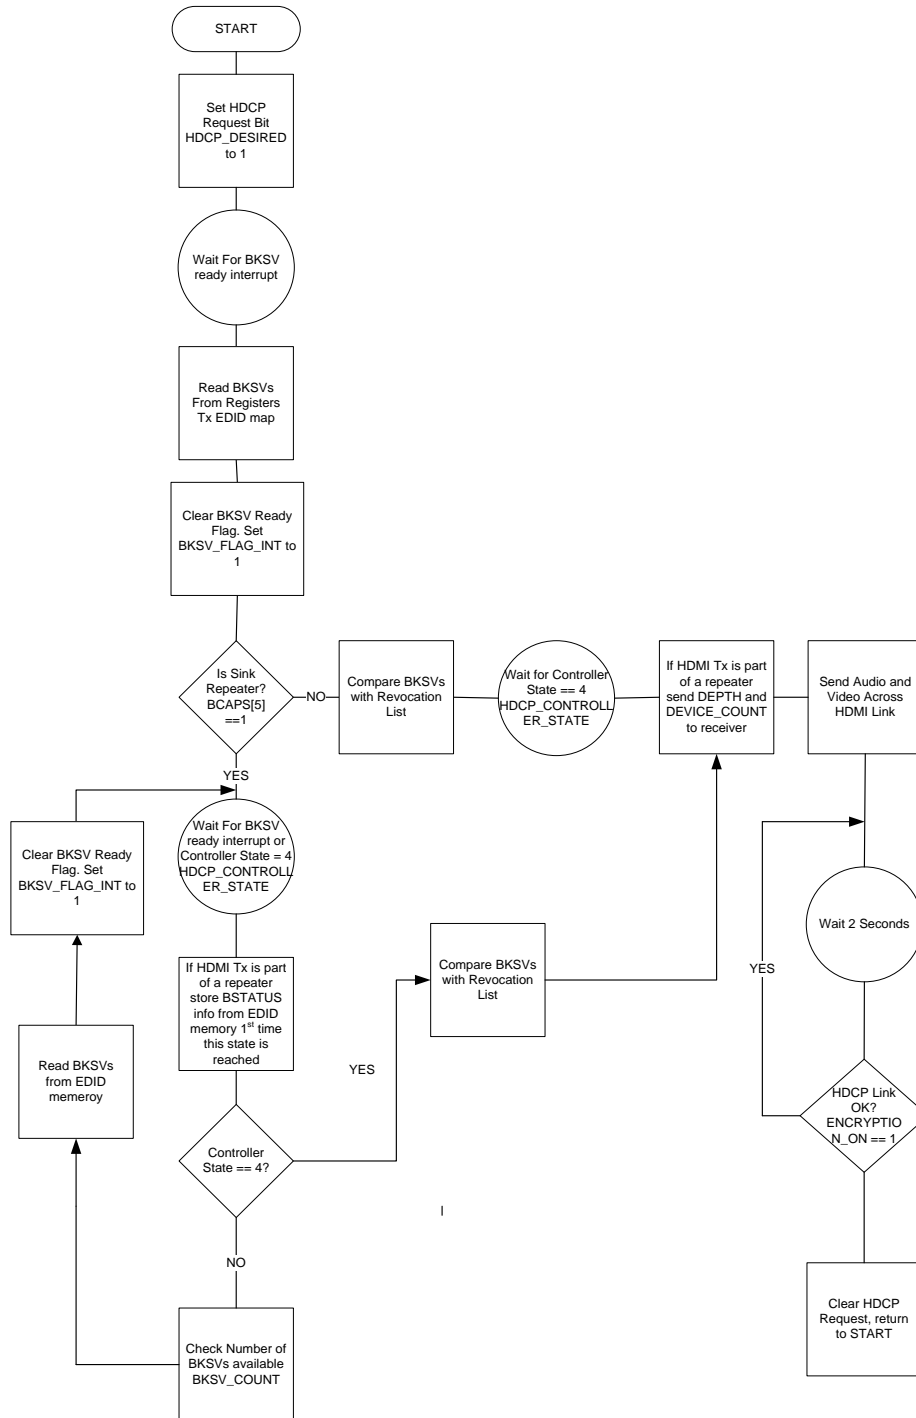 START
Set HDCP
Request Bit
HDCP_DESIRED
to 1
Wait For BKSV
ready interrupt
Read BKSVs
From Registers
Tx EDID map
Clear BKSV Ready
Flag. Set
BKSV_FLAG_INT to
1
Is Sink
Repeater?
BCAPS[5]
==1
NO
Compare BKSVs
with Revocation
List
Wait for Controller
State == 4
HDCP_CONTROLL
ER_STATE
If HDMI Tx is part
of a repeater
send DEPTH and
DEVICE_COUNT
to receiver
Send Audio and
Video Across
HDMI Link
YES
Wait For BKSV
ready interrupt or
Controller State = 4
HDCP_CONTROLL
ER_STATE
Clear BKSV Ready
Flag. Set
BKSV_FLAG_INT to
1
Wait 2 Seconds
YES
Compare BKSVs
with Revocation
List
If HDMI Tx is part
of a repeater
store BSTATUS
info from EDID
memory 1st time
this state is
reached
YES
Read BKSVs
from EDID
memeroy
HDCP Link
OK?
ENCRYPTIO
N_ON == 1
Controller
State == 4?
l
NO
Clear HDCP
Request, return
to START
Check Number of
BKSVs available
BKSV_COUNT